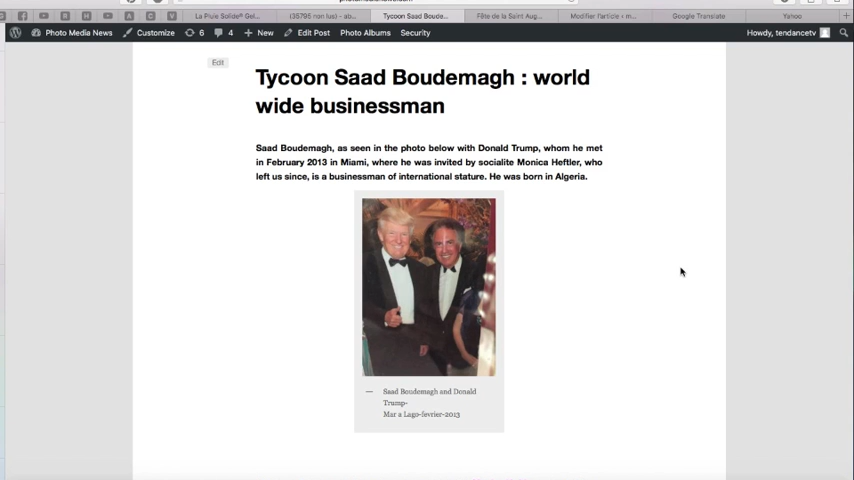 La Pluie Solide® Gel...
(35795 non lus) - ab...
Tycoon Saad Boude...
Fête de la Saint Aug...
Modifier l'article ‹ m...
Google Translate
Yahoo
Photo Media News
Customize
6
4
New
Edit Post
Photo Albums
Security
Howdy, tendancetv
Edit
Tycoon Saad Boudemagh : world
wide businessman
Saad Boudemagh, as seen in the photo below with Donald Trump, whom he met
in February 2013 in Miami, where he was invited by socialite Monica Heftler, who
left us since, is a businessman of international stature. He was born in Algeria.
— Saad Boudemagh and Donald
Trump-
Mar a Lago-fevrier-2013